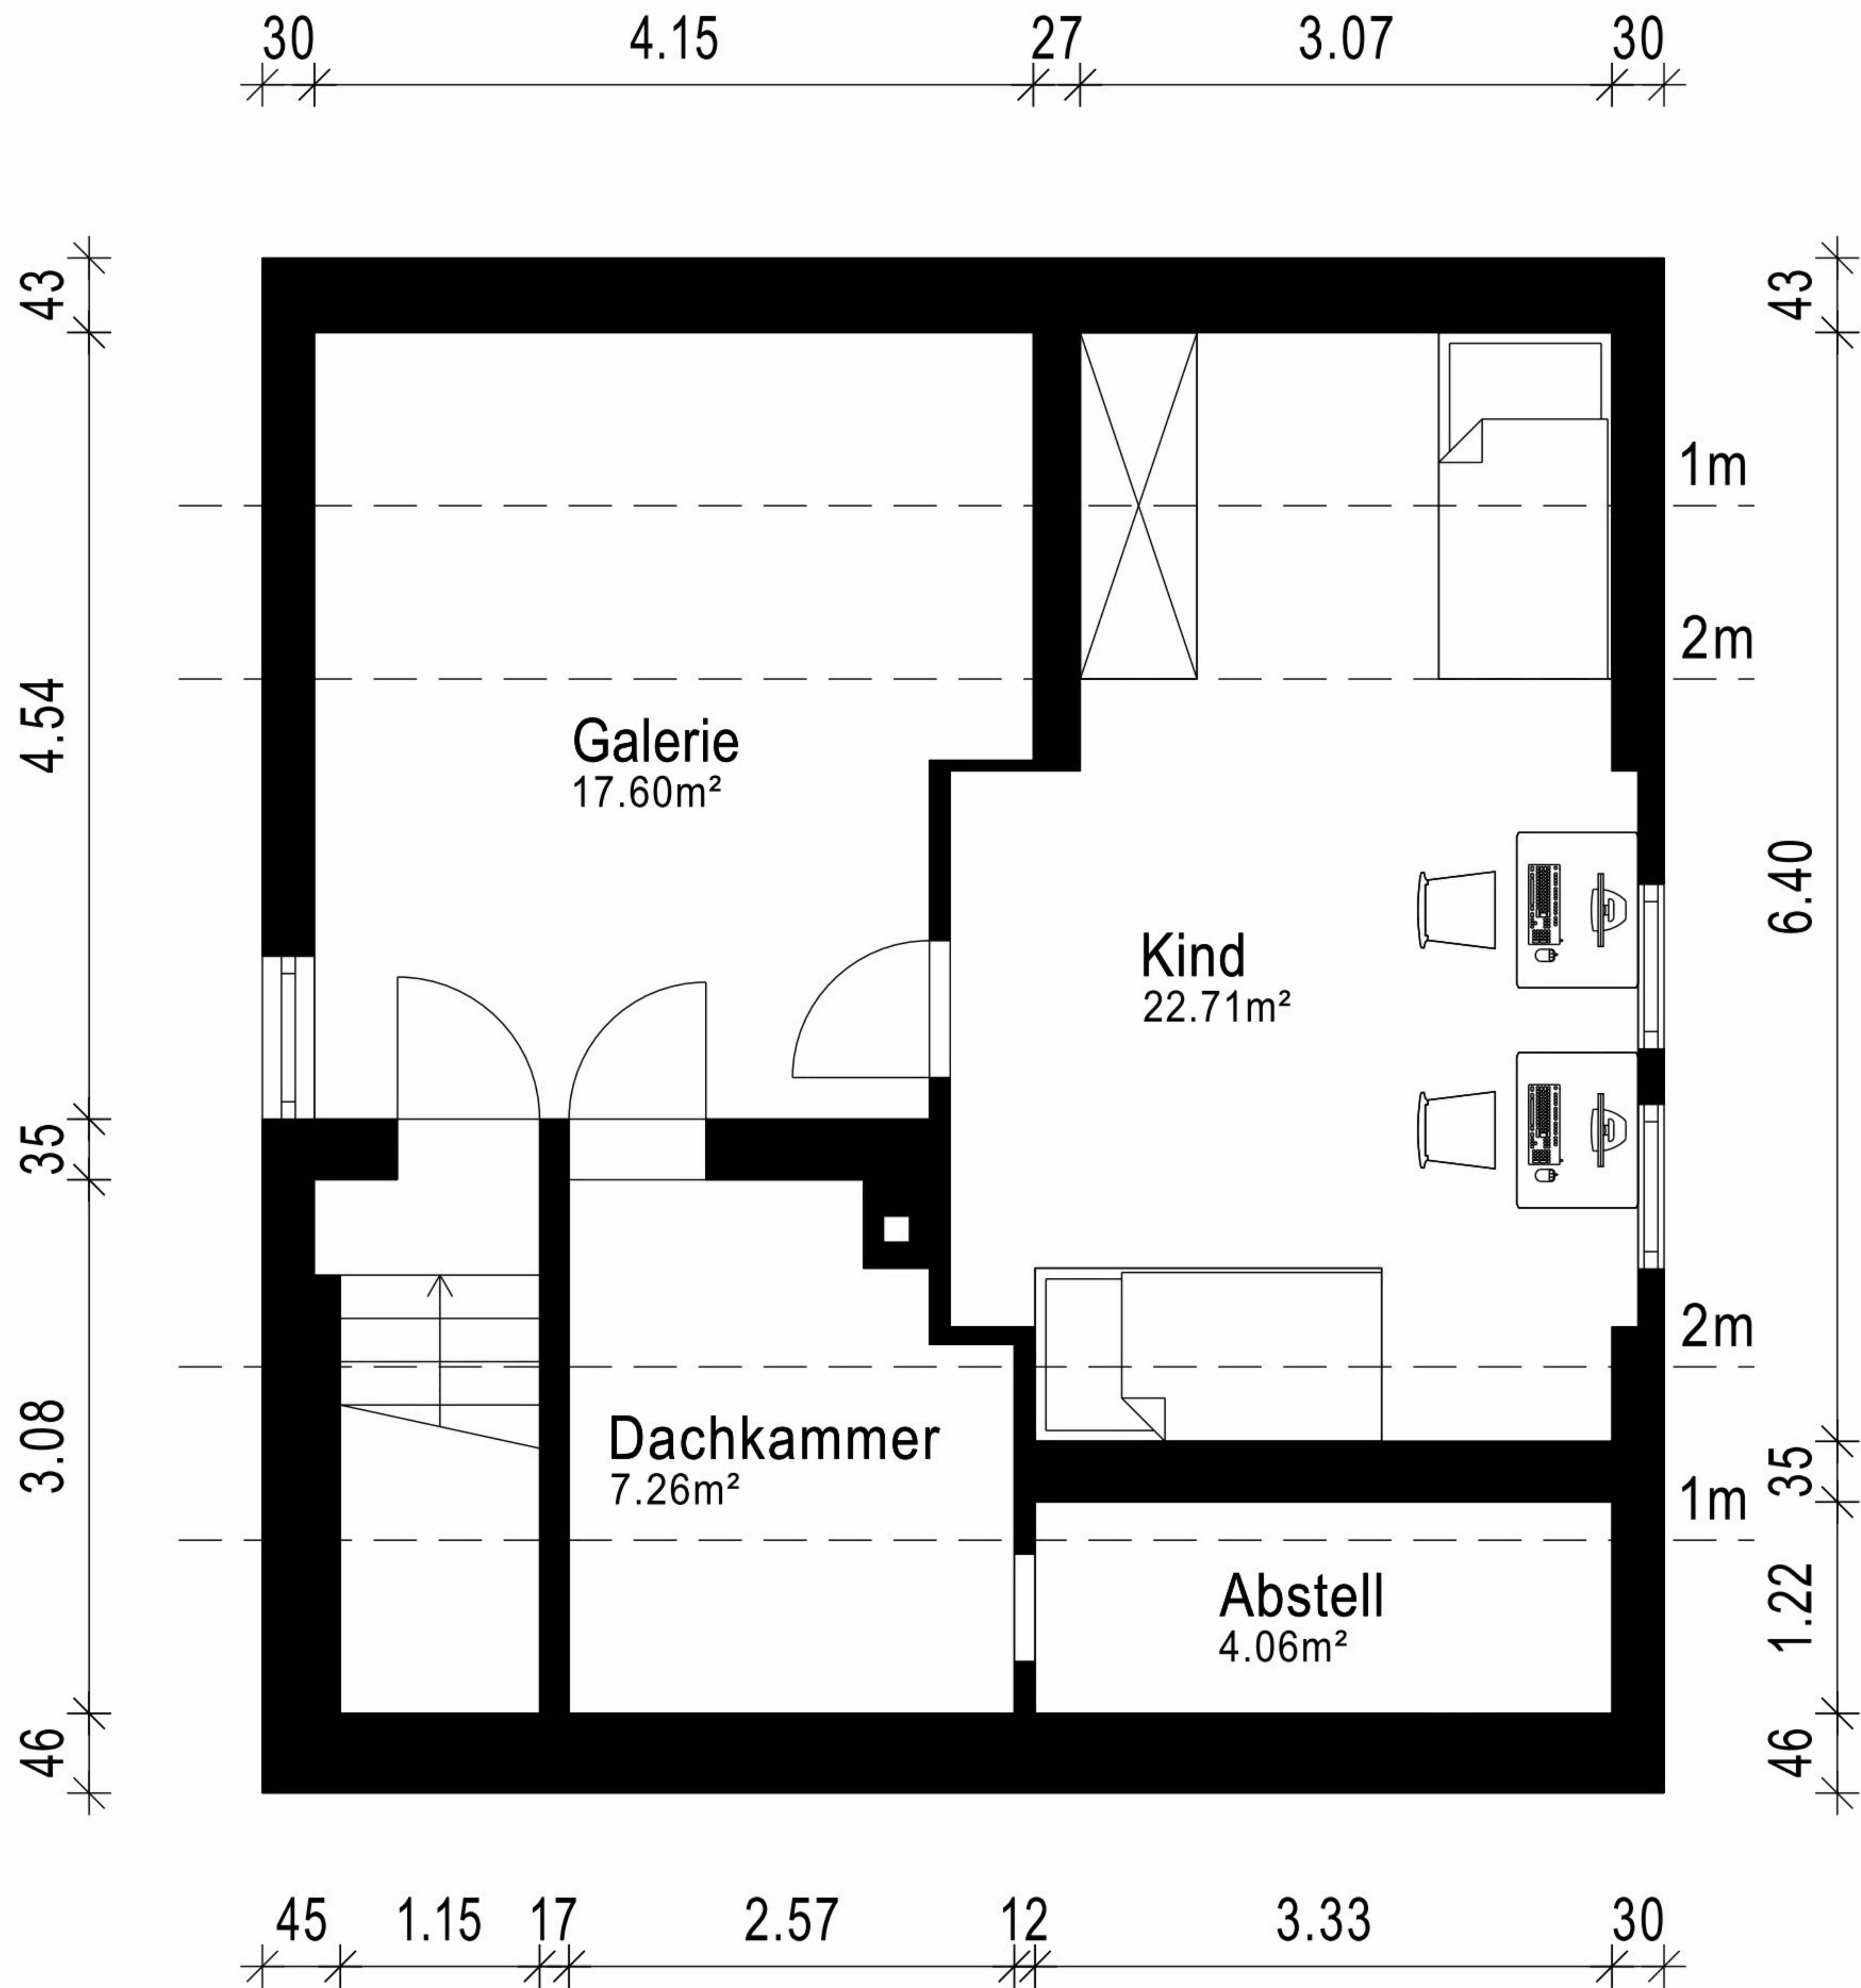 30 4.15 27 3.07 30
43
4.54
35
3.08
46
43
6.40
35
1.22
46
1m
2m
Galerie
17.60m²
Kind
22.71m²
2m
Dachkammer
7.26m²
1m
Abstell
4.06m²
45 1.15 17 2.57 12 3.33 30